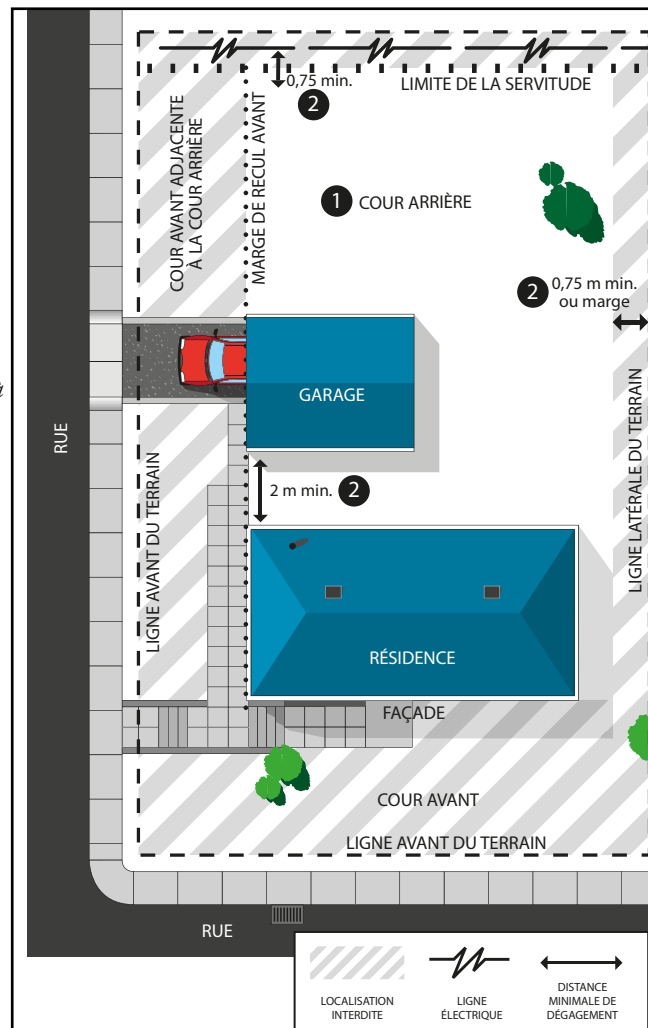 0,75 min.
2
LIMITE DE LA SERVITUDE
COUR AVANT ADJACENTE
À LA COUR ARRIÈRE
MARGE DE RECUL AVANT
1 COUR ARRIÈRE
2 0,75 m min.
ou marge
à
GARAGE
RUE
2 m min. 2
LIGNE AVANT DU TERRAIN
LIGNE LATÉRALE DU TERRAIN
RÉSIDENCE
FAÇADE
COUR AVANT
LIGNE AVANT DU TERRAIN
RUE
LOCALISATION
INTERDITE
LIGNE
ÉLECTRIQUE
DISTANCE
MINIMALE DE
DÉGAGEMENT